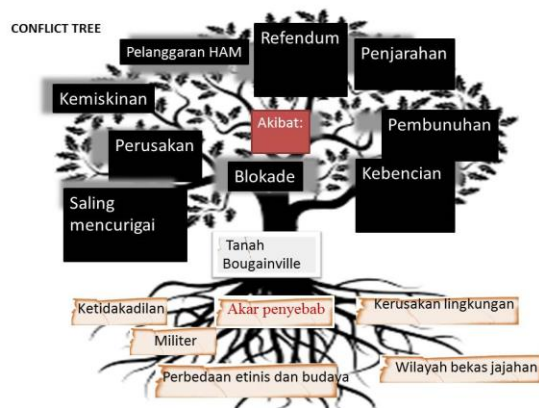 CONFLICT TREE
Pelanggaran HAM
Refendum
Penjarahan
Kemiskinan
Akibat:
Pembunuhan
Perusakan
Blokade
Kebencian
Saling
mencurigai
Tanah
Bougainville
Ketidakadilan
Akar penyebab
Kerusakan lingkungan
Militer
Perbedaan etinis dan budaya
Wilayah bekas jajahan